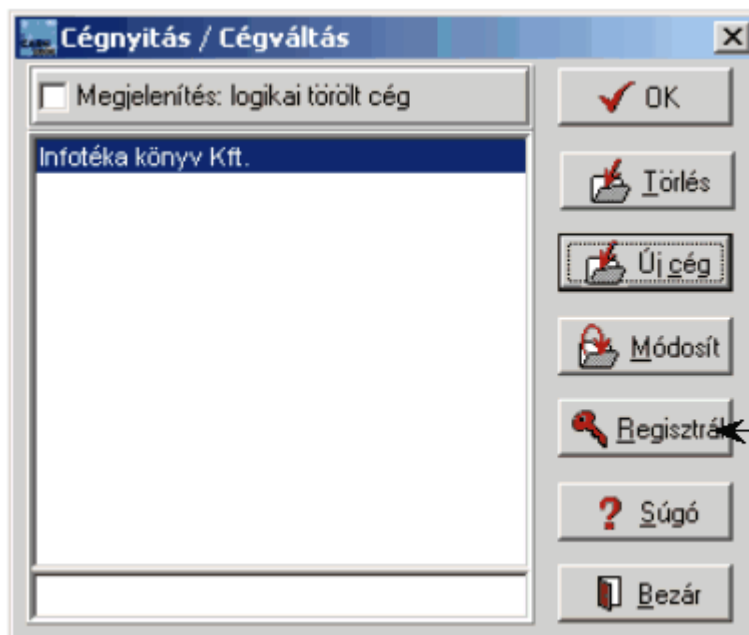 Cégnyitás / Cégváltás
Megjelenítés: logikai törölt cég
Infotéka könyv Kft.
OK
Törlés
Új cég
Módosít
Regisztrál
Súgó
Bezár